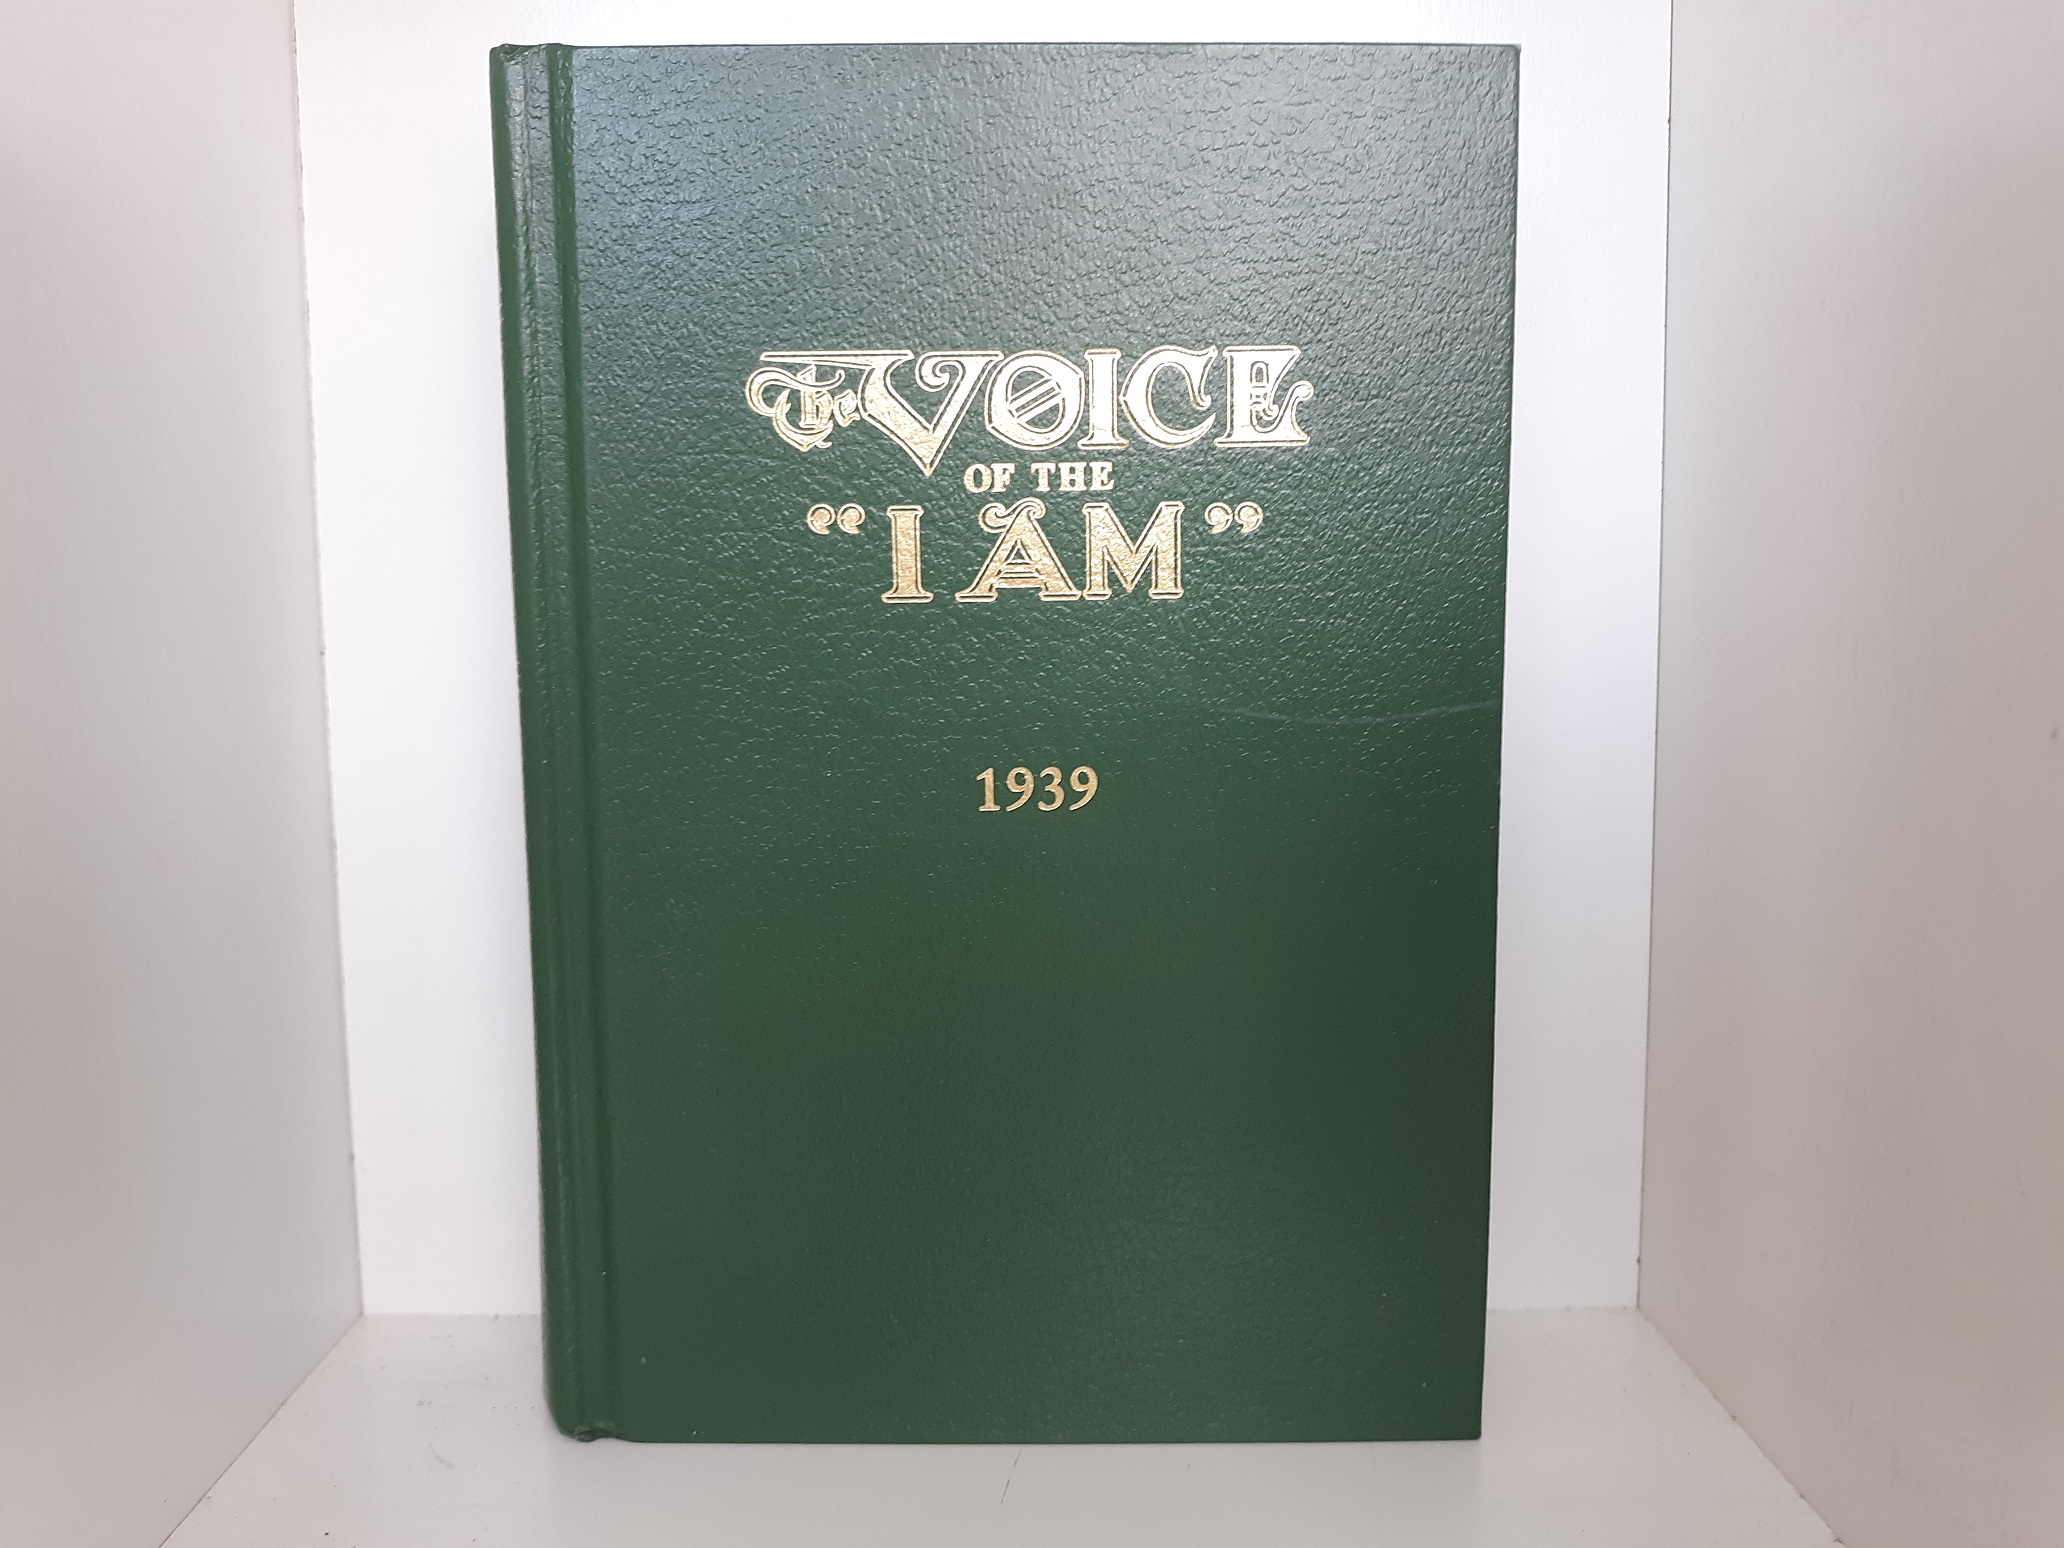 The VOICE
OF THE
“I AM”
1939